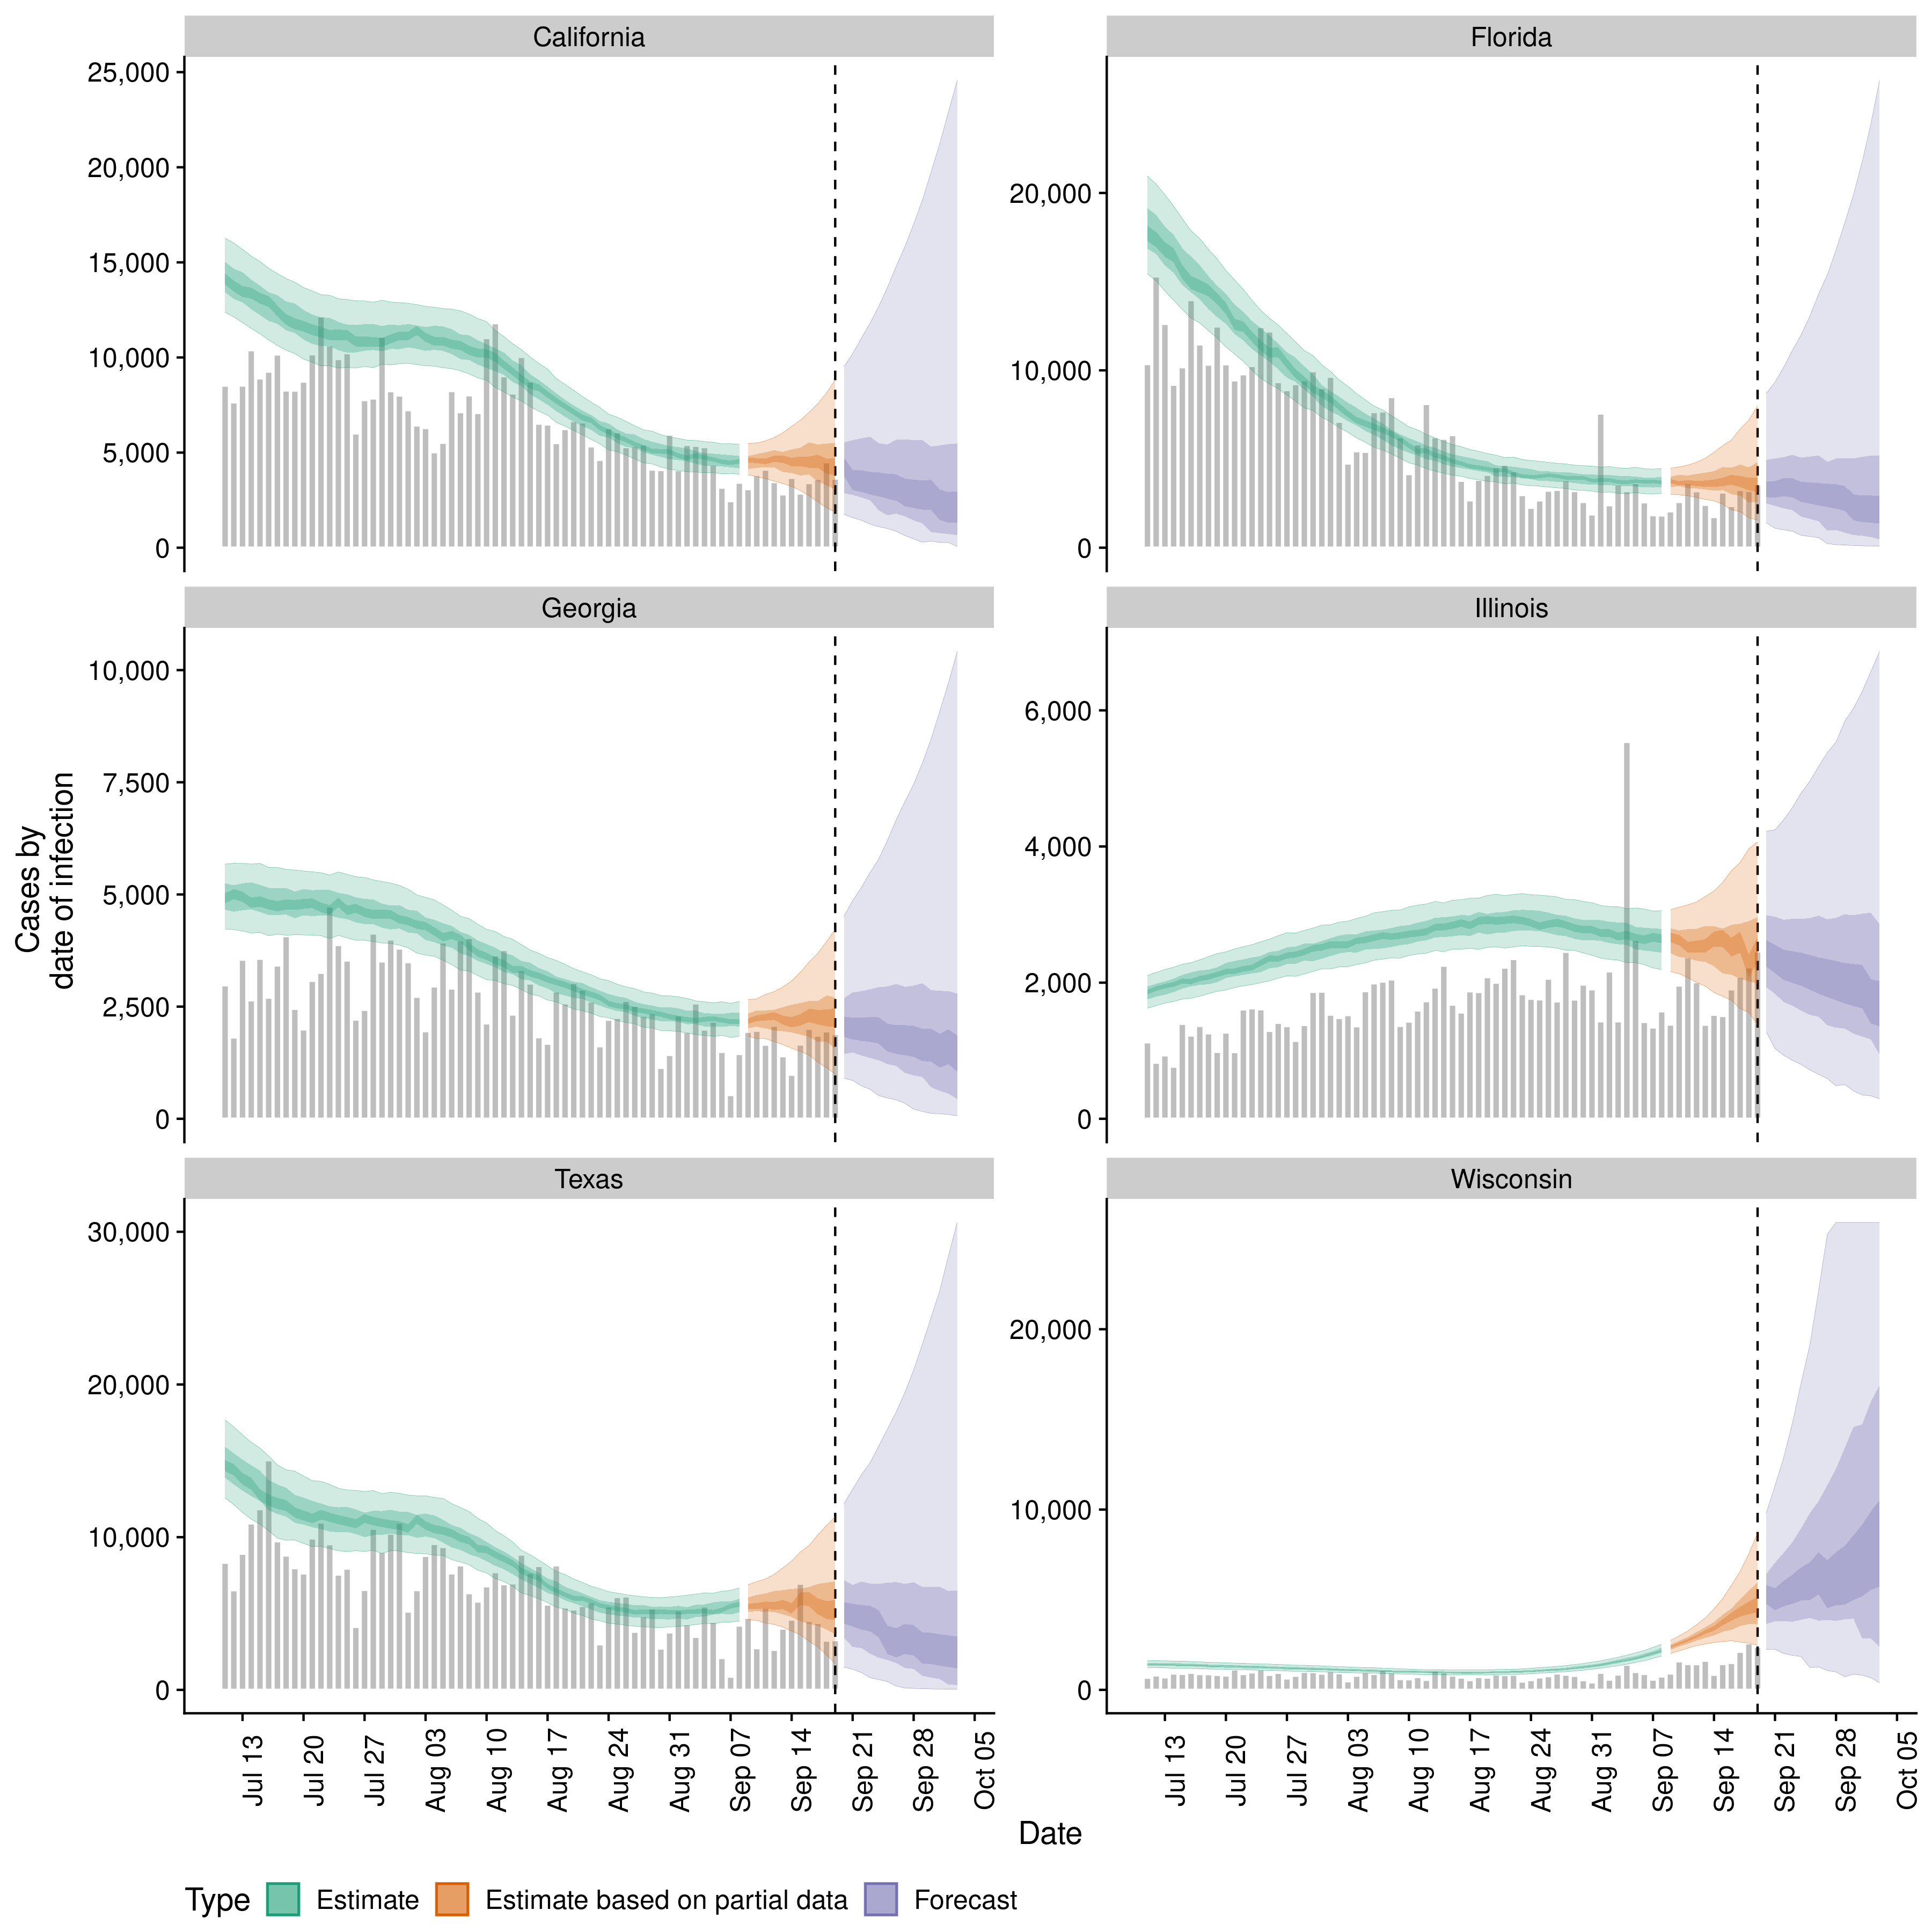 California
Florida
25,000
20,000
15,000
10,000
5,000
0
20,000
10,000
0
Georgia
Illinois
10,000
7,500
5,000
2,500
0
6,000
4,000
2,000
0
Cases by
date of infection
Texas
Wisconsin
30,000
20,000
10,000
0
20,000
10,000
0
Jul 13
Jul 20
Jul 27
Aug 03
Aug 10
Aug 17
Aug 24
Aug 31
Sep 07
Sep 14
Sep 21
Sep 28
Oct 05
Jul 13
Jul 20
Jul 27
Aug 03
Aug 10
Aug 17
Aug 24
Aug 31
Sep 07
Sep 14
Sep 21
Sep 28
Oct 05
Date
Type Estimate Estimate based on partial data Forecast